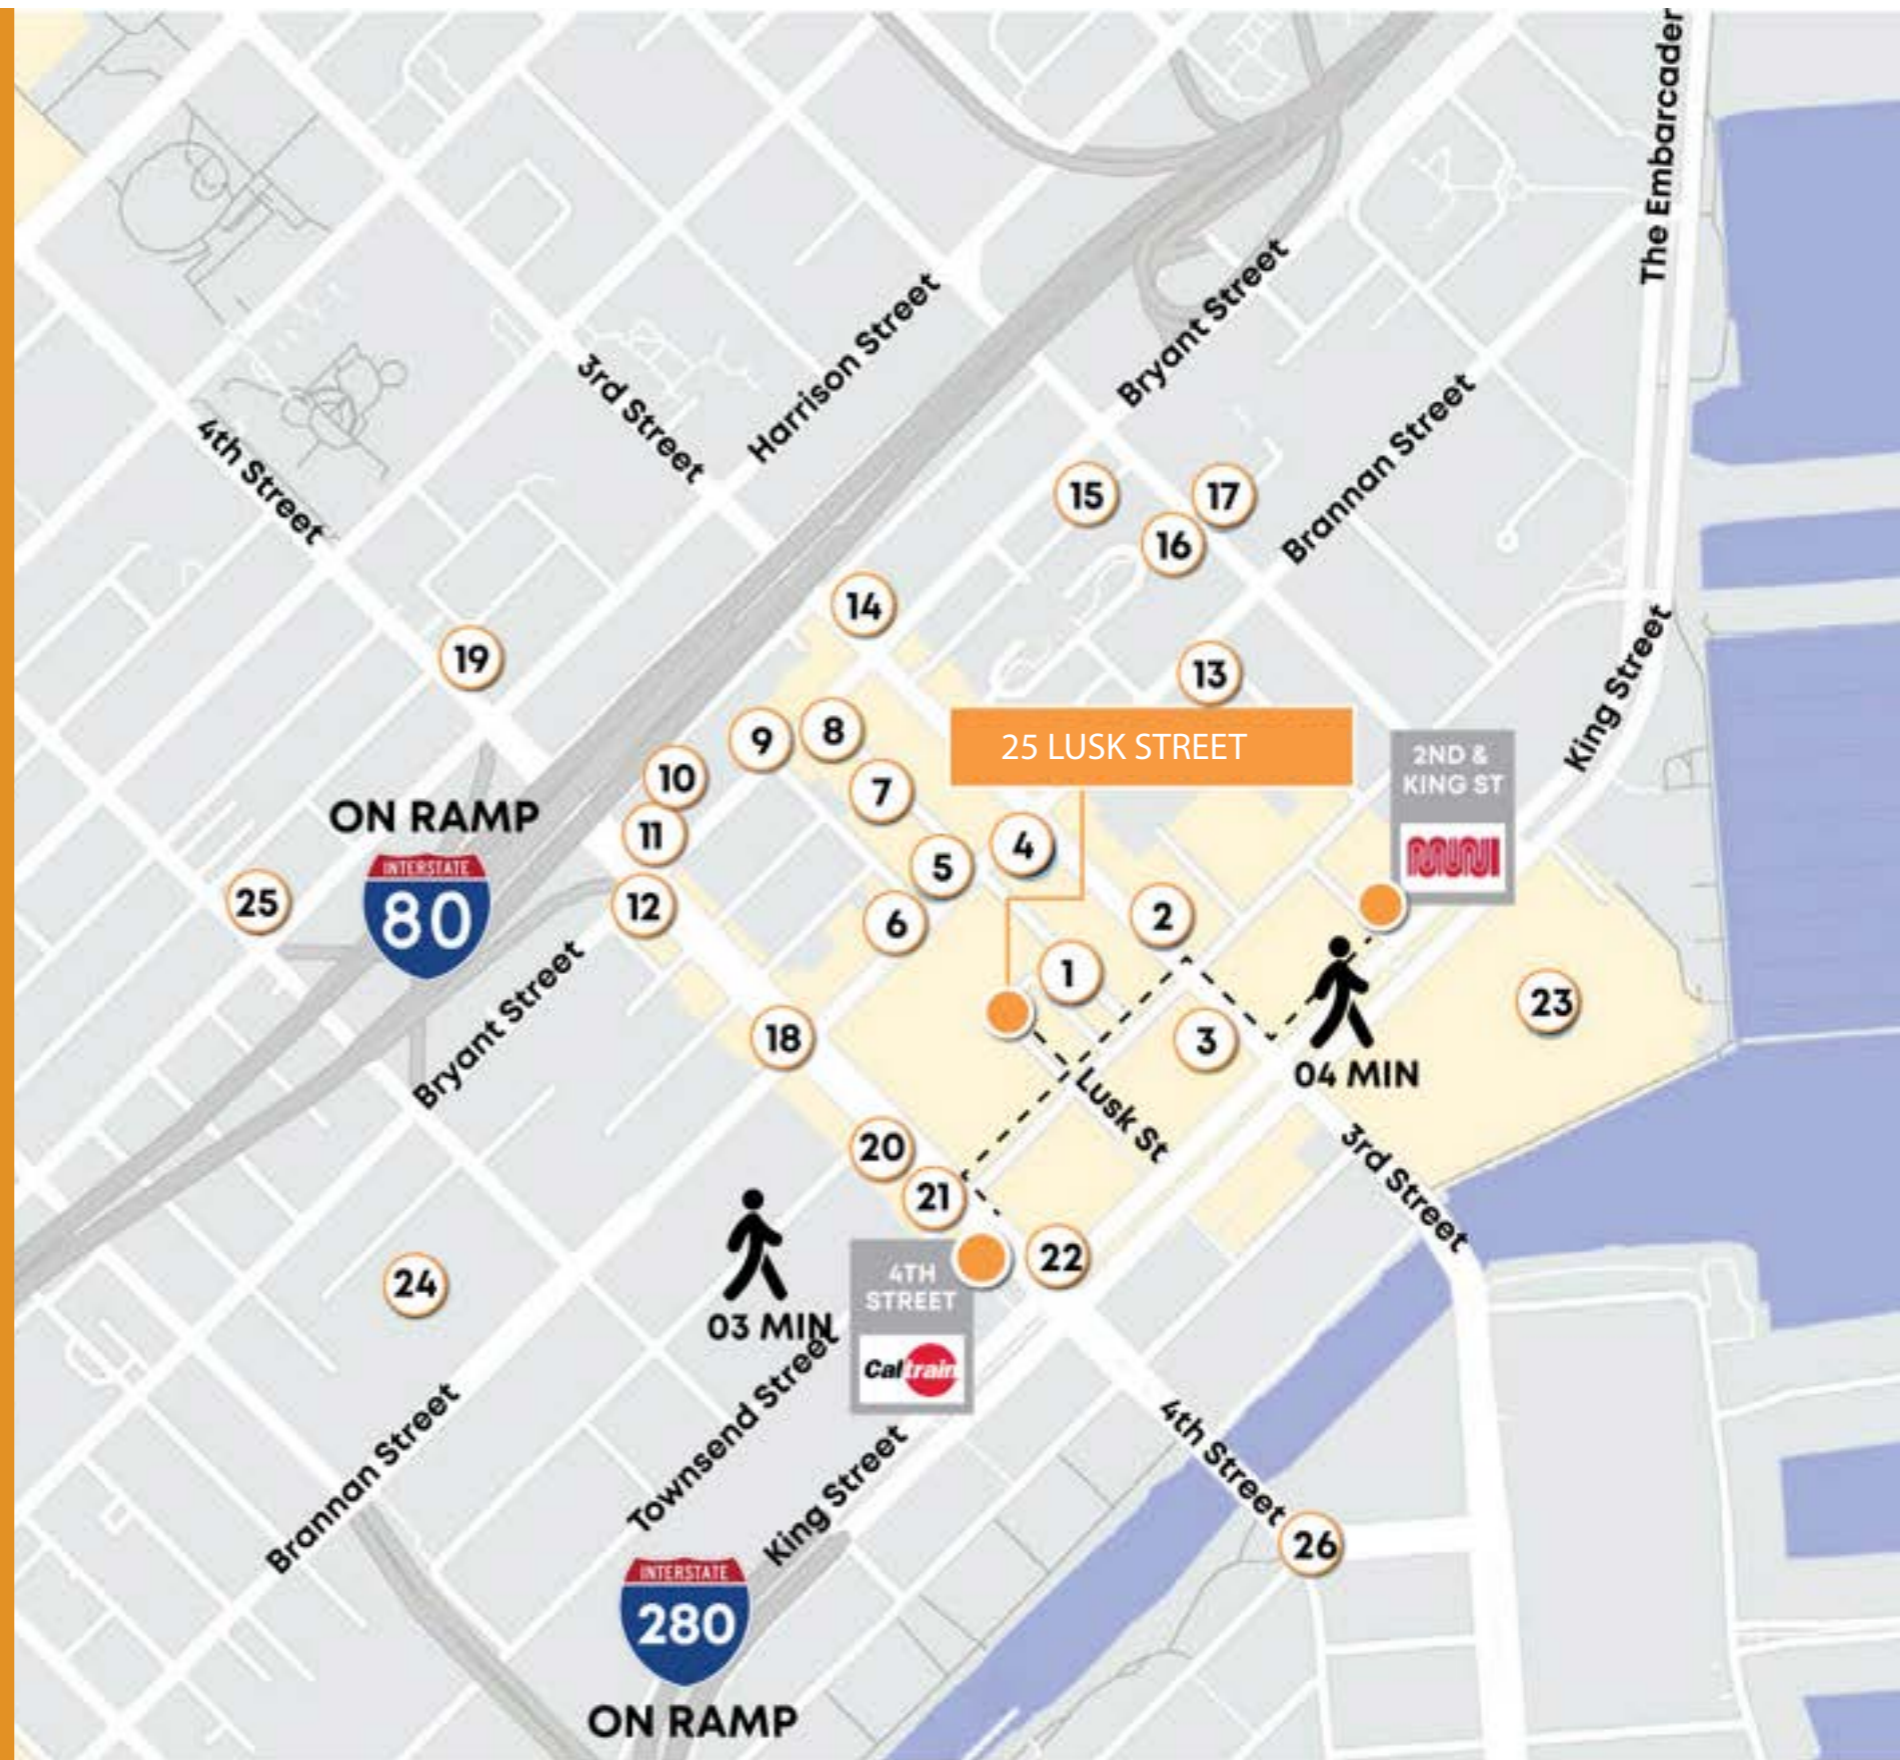 The Embarcader
Bryant Street
Harrison Street
3rd Street
Brannan Street
4th Street
15
17
16
14
King Street
19
13
25 LUSK STREET
2ND &
KING ST
MUNI
9
8
10
7
ON RAMP
11
INTERSTATE
80
4
5
25
12
6
2
1
23
Bryant Street
18
3
04 MIN
Lusk St
20
3rd Street
21
22
24
4TH
STREET
03 MIN
Caltrain
Townsend Street
Brannan Street
King Street
4th Street
26
INTERSTATE
280
ON RAMP